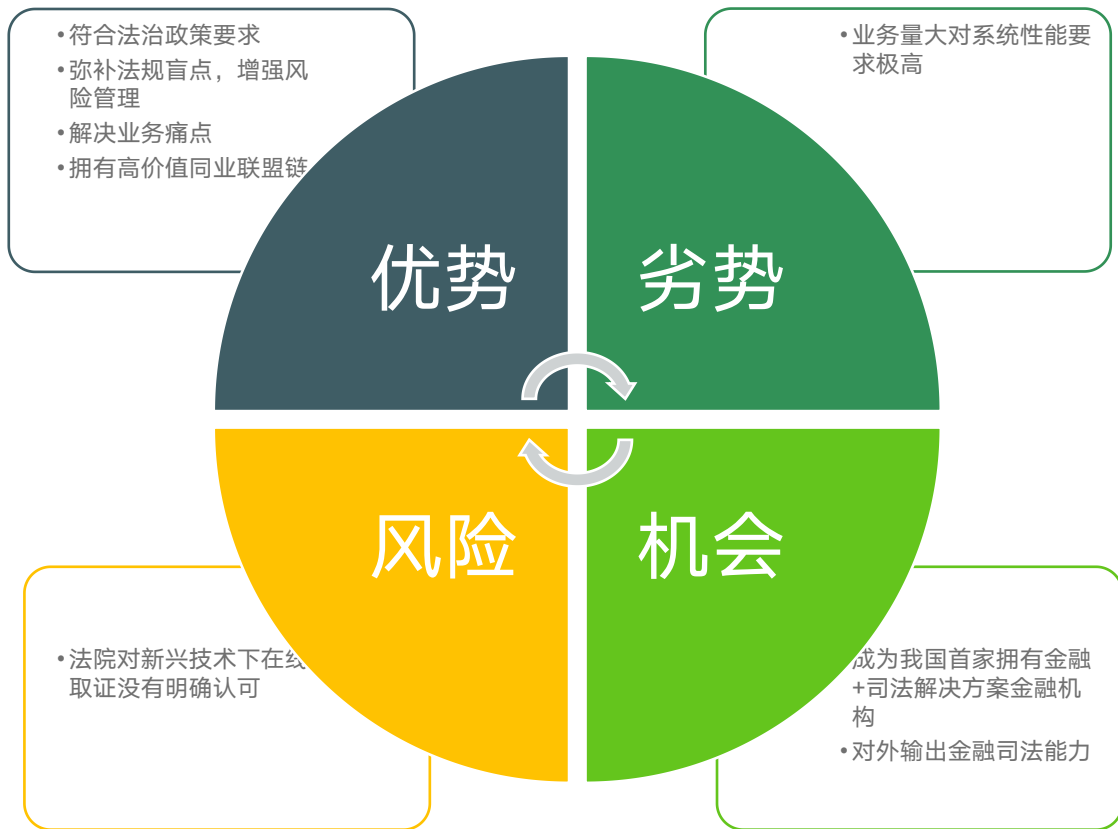 •符合法治政策要求
•弥补法规盲点，增强风
险管理
•解决业务痛点
•拥有高价值同业联盟链
•业务量大对系统性能要
求极高
优势
劣势
风险
机会
•法院对新兴技术下在线
取证没有明确认可
成为我国首家拥有金融
+司法解决方案金融机
构
•对外输出金融司法能力